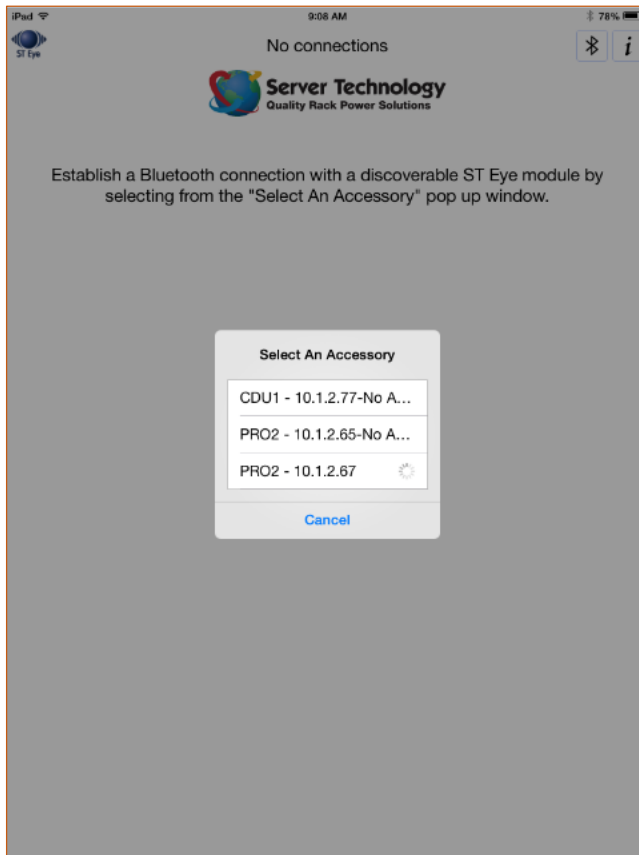 iPad 9:08 AM 78%
ST Eye
No connections
i
Server Technology
Quality Rack Power Solutions
Establish a Bluetooth connection with a discoverable ST Eye module by
selecting from the "Select An Accessory" pop up window.
Select An Accessory
CDU1 - 10.1.2.77-No A...
PRO2 - 10.1.2.65-No A...
PRO2 - 10.1.2.67
Cancel